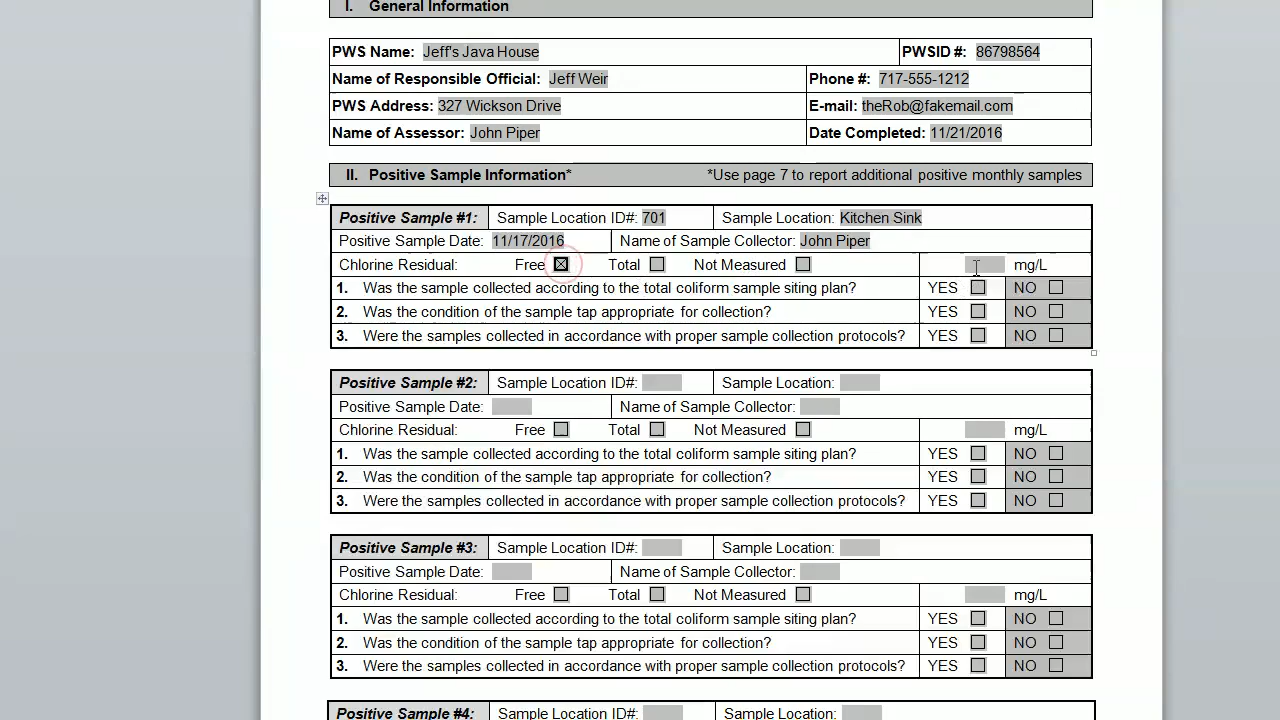 I. General Information
PWS Name: Jeff's Java House PWSID #: 86798564
Name of Responsible Official: Jeff Weir Phone #: 717-555-1212
PWS Address: 327 Wickson Drive E-mail: theRob@fakemail.com
Name of Assessor: John Piper Date Completed: 11/21/2016
II. Positive Sample Information* *Use page 7 to report additional positive monthly samples
Positive Sample #1: Sample Location ID#: 701 Sample Location: Kitchen Sink
Positive Sample Date: 11/17/2016 Name of Sample Collector: John Piper
Chlorine Residual: Free Total Not Measured mg/L
1. Was the sample collected according to the total coliform sample siting plan? YES NO
2. Was the condition of the sample tap appropriate for collection? YES NO
3. Were the samples collected in accordance with proper sample collection protocols? YES NO
Positive Sample #2: Sample Location ID#: Sample Location:
Positive Sample Date: Name of Sample Collector:
Chlorine Residual: Free Total Not Measured mg/L
1. Was the sample collected according to the total coliform sample siting plan? YES NO
2. Was the condition of the sample tap appropriate for collection? YES NO
3. Were the samples collected in accordance with proper sample collection protocols? YES NO
Positive Sample #3: Sample Location ID#: Sample Location:
Positive Sample Date: Name of Sample Collector:
Chlorine Residual: Free Total Not Measured mg/L
1. Was the sample collected according to the total coliform sample siting plan? YES NO
2. Was the condition of the sample tap appropriate for collection? YES NO
3. Were the samples collected in accordance with proper sample collection protocols? YES NO
Positive Sample #4: Sample Location ID#: Sample Location: